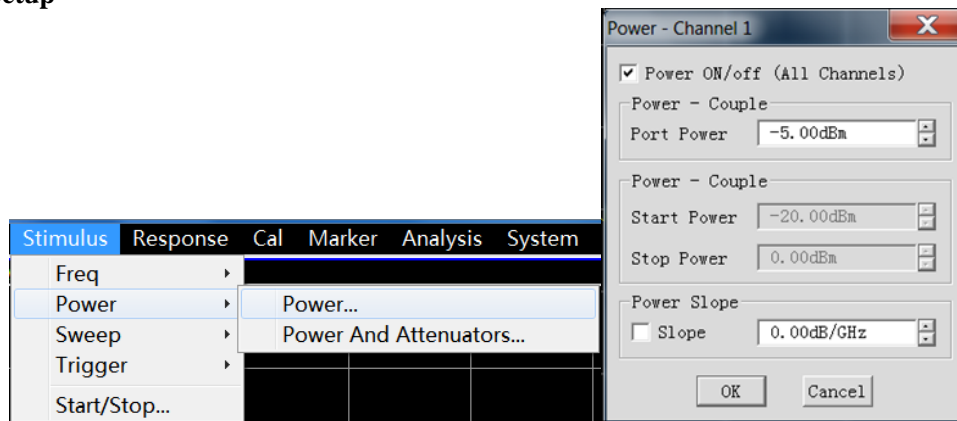 Power - Channel 1
Power ON/off (All Channels)
Power - Couple
Port Power -5.00dBm
Power - Couple
Start Power -20.00dBm
Stop Power 0.00dBm
Power Slope
Slope 0.00dB/GHz
OK Cancel
Stimulus Response Cal Marker Analysis System
Freq
Power Power...
Sweep Power And Attenuators...
Trigger
Start/Stop...